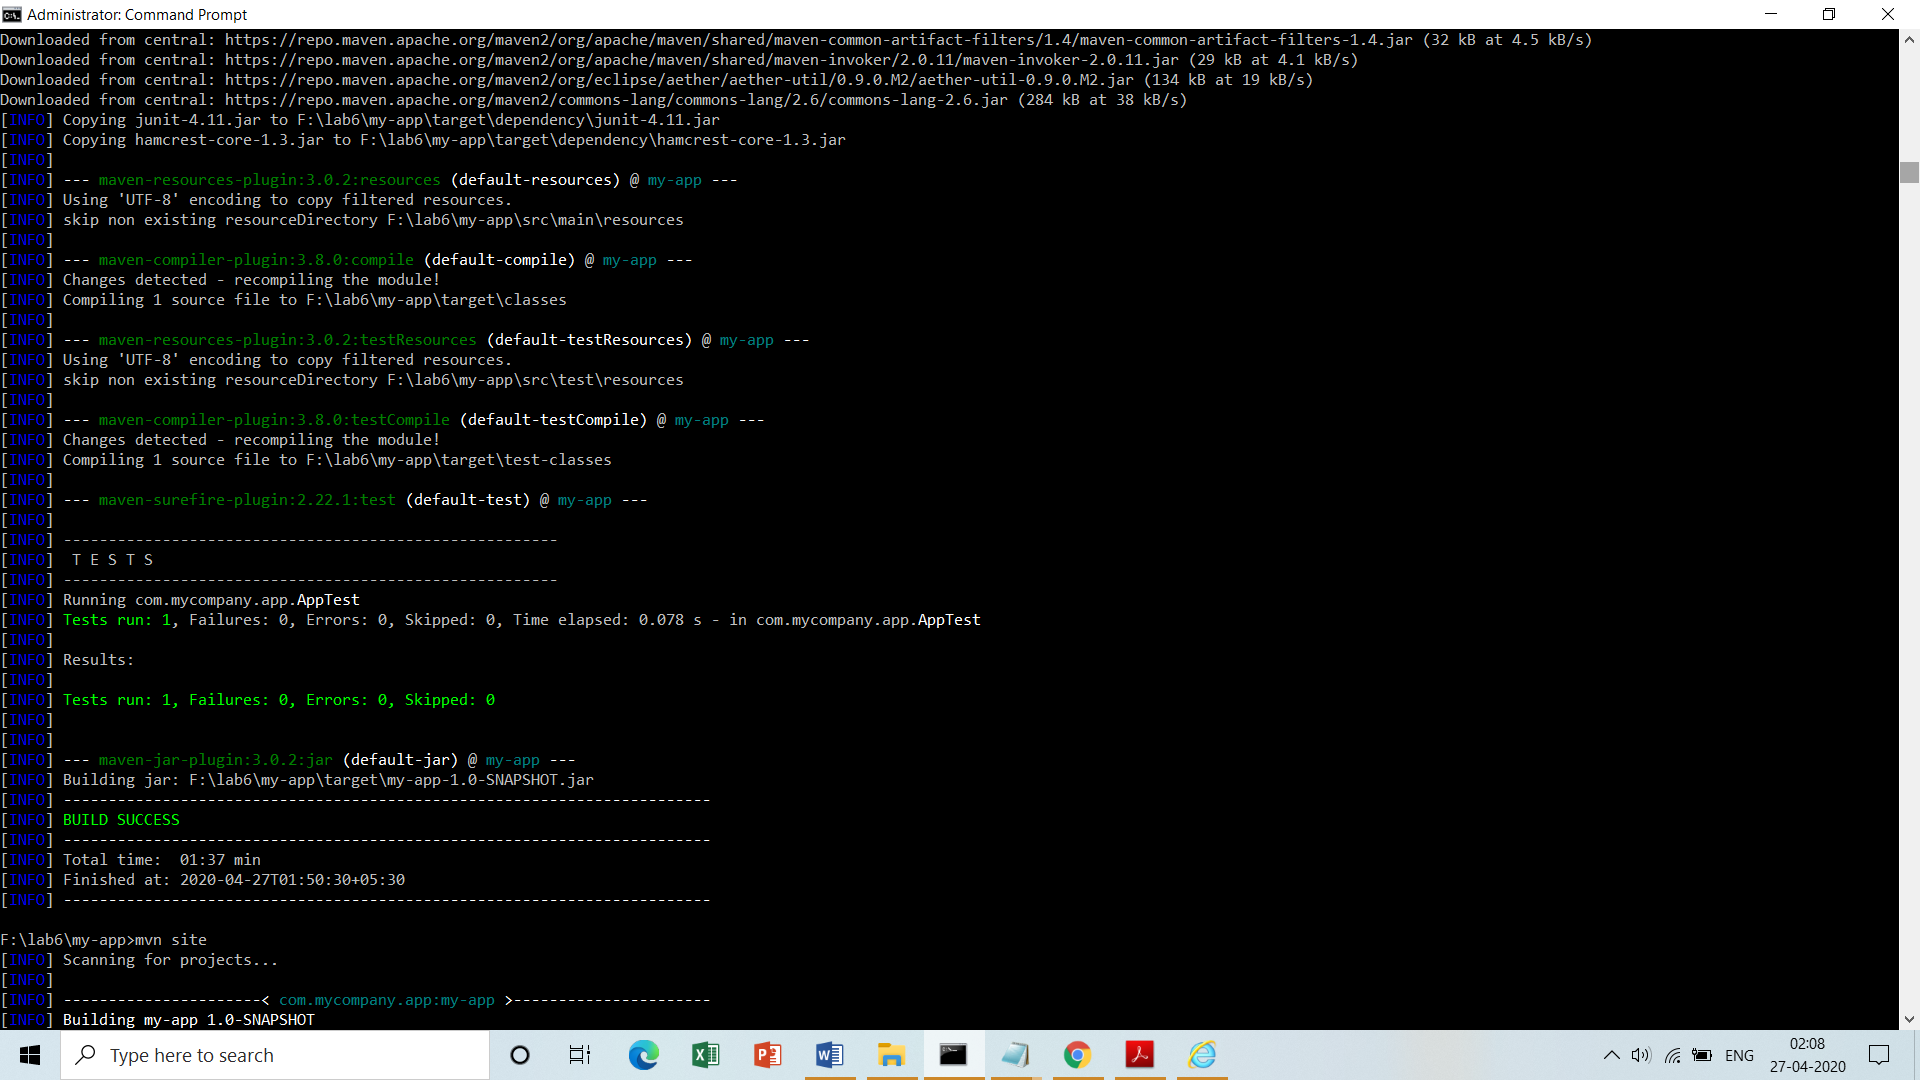 Administrator: Command Prompt
Downloaded from central: https://repo.maven.apache.org/maven2/org/apache/maven/shared/maven-common-artifact-filters/1.4/maven-common-artifact-filters-1.4.jar (32 kB at 4.5 kB/s)
Downloaded from central: https://repo.maven.apache.org/maven2/org/apache/maven/shared/maven-invoker/2.0.11/maven-invoker-2.0.11.jar (29 kB at 4.1 kB/s)
Downloaded from central: https://repo.maven.apache.org/maven2/org/eclipse/aether/aether-util/0.9.0.M2/aether-util-0.9.0.M2.jar (134 kB at 19 kB/s)
Downloaded from central: https://repo.maven.apache.org/maven2/commons-lang/commons-lang/2.6/commons-lang-2.6.jar (284 kB at 38 kB/s)
[INFO] Copying junit-4.11.jar to F:\lab6\my-app\target\dependency\junit-4.11.jar
[INFO] Copying hamcrest-core-1.3.jar to F:\lab6\my-app\target\dependency\hamcrest-core-1.3.jar
[INFO]
[INFO] --- maven-resources-plugin:3.0.2:resources (default-resources) @ my-app ---
[INFO] Using 'UTF-8' encoding to copy filtered resources.
[INFO] skip non existing resourceDirectory F:\lab6\my-app\src\main\resources
[INFO]
[INFO] --- maven-compiler-plugin:3.8.0:compile (default-compile) @ my-app ---
[INFO] Changes detected - recompiling the module!
[INFO] Compiling 1 source file to F:\lab6\my-app\target\classes
[INFO]
[INFO] --- maven-resources-plugin:3.0.2:testResources (default-testResources) @ my-app ---
[INFO] Using 'UTF-8' encoding to copy filtered resources.
[INFO] skip non existing resourceDirectory F:\lab6\my-app\src\test\resources
[INFO]
[INFO] --- maven-compiler-plugin:3.8.0:testCompile (default-testCompile) @ my-app ---
[INFO] Changes detected - recompiling the module!
[INFO] Compiling 1 source file to F:\lab6\my-app\target\test-classes
[INFO]
[INFO] --- maven-surefire-plugin:2.22.1:test (default-test) @ my-app ---
[INFO]
[INFO] -------------------------------------------------------
[INFO]  T E S T S
[INFO] -------------------------------------------------------
[INFO] Running com.mycompany.app.AppTest
[INFO] Tests run: 1, Failures: 0, Errors: 0, Skipped: 0, Time elapsed: 0.078 s - in com.mycompany.app.AppTest
[INFO]
[INFO] Results:
[INFO]
[INFO] Tests run: 1, Failures: 0, Errors: 0, Skipped: 0
[INFO]
[INFO]
[INFO] --- maven-jar-plugin:3.0.2:jar (default-jar) @ my-app ---
[INFO] Building jar: F:\lab6\my-app\target\my-app-1.0-SNAPSHOT.jar
[INFO] ------------------------------------------------------------------------
[INFO] BUILD SUCCESS
[INFO] ------------------------------------------------------------------------
[INFO] Total time:  01:37 min
[INFO] Finished at: 2020-04-27T01:50:30+05:30
[INFO] ------------------------------------------------------------------------
F:\lab6\my-app>mvn site
[INFO] Scanning for projects...
[INFO]
[INFO] ----------------------< com.mycompany.app:my-app >----------------------
[INFO] Building my-app 1.0-SNAPSHOT
Type here to search
ENG
02:08
27-04-2020